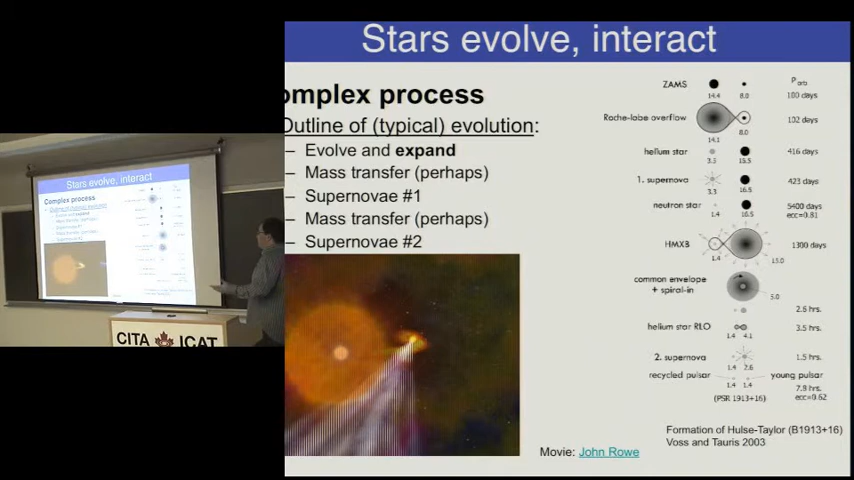 Stars evolve, interact
omplex process
Outline of (typical) evolution:
– Evolve and expand
– Mass transfer (perhaps)
– Supernovae #1
– Mass transfer (perhaps)
– Supernovae #2
Movie: John Rowe
P orb
ZAMS
14.4 8.0
100 days
Roche-lobe overflow
14.1 8.0
102 days
helium star
3.5 16.5
416 days
1. supernova
3.3 16.5
423 days
neutron star
1.4 16.5
5400 days
ecc=0.81
HMXB
1.4 15.0
1300 days
common envelope
+ spiral-in
5.0
2.6 hrs.
helium star RLO
1.4 4.1
3.5 hrs.
2. supernova
1.4 2.6
1.5 hrs.
recycled pulsar
young pulsar
1.4 1.4
7.8 hrs.
ecc=0.62
(PSR 1913+16)
Formation of Hulse-Taylor (B1913+16)
Voss and Tauris 2003
Stars evolve, interact
Complex process
CITA ICAT